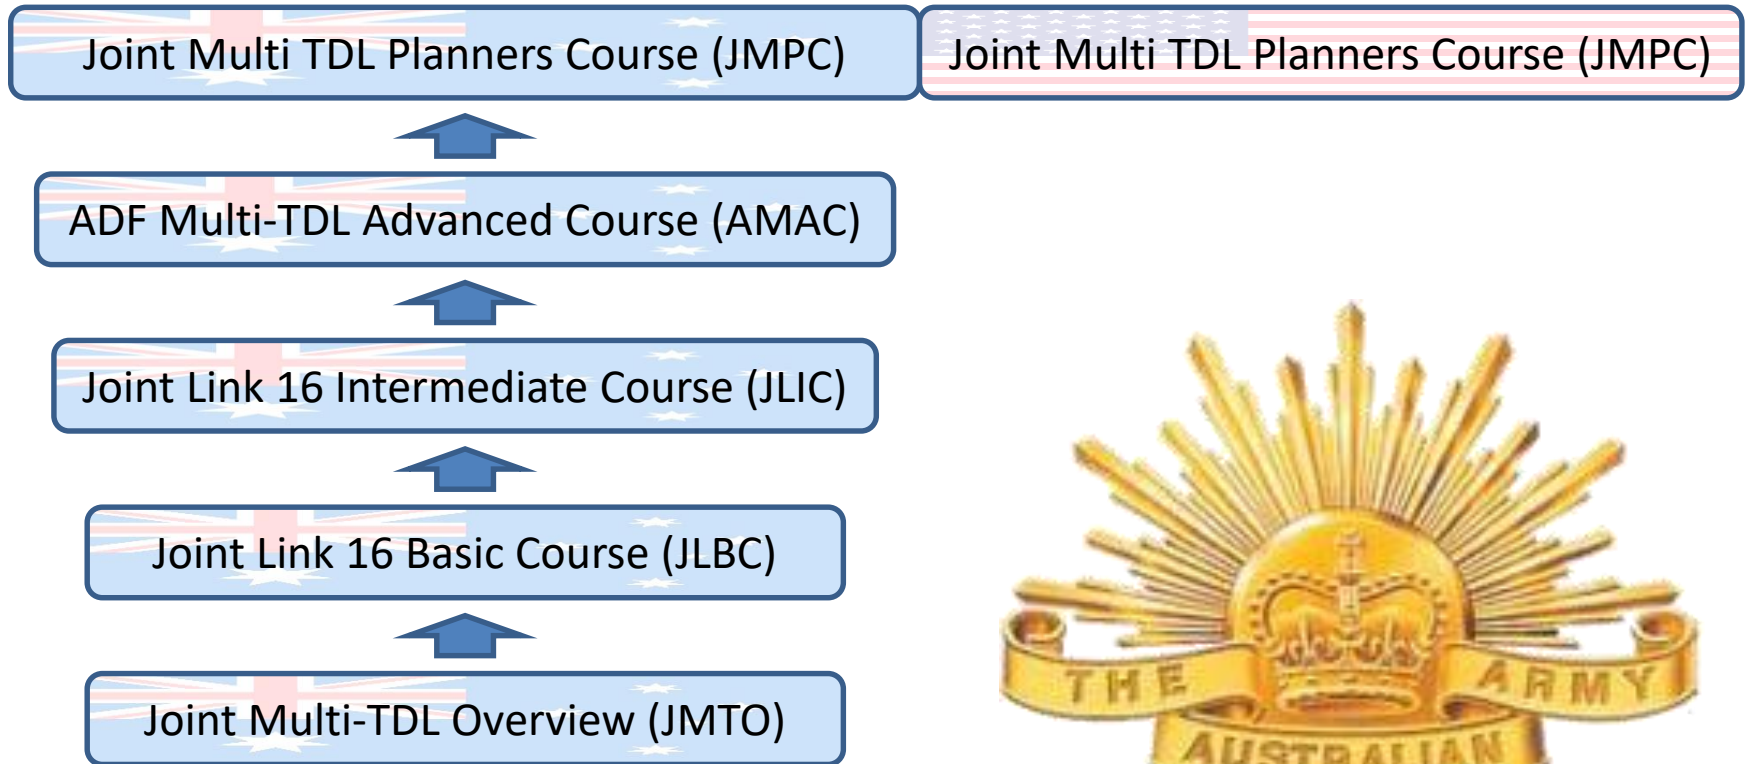 Joint Multi TDL Planners Course (JMPC)
Joint Multi TDL Planners Course (JMPC)
ADF Multi-TDL Advanced Course (AMAC)
Joint Link 16 Intermediate Course (JLIC)
Joint Link 16 Basic Course (JLBC)
Joint Multi-TDL Overview (JMTO)
THE ARMY
AUSTRALIAN